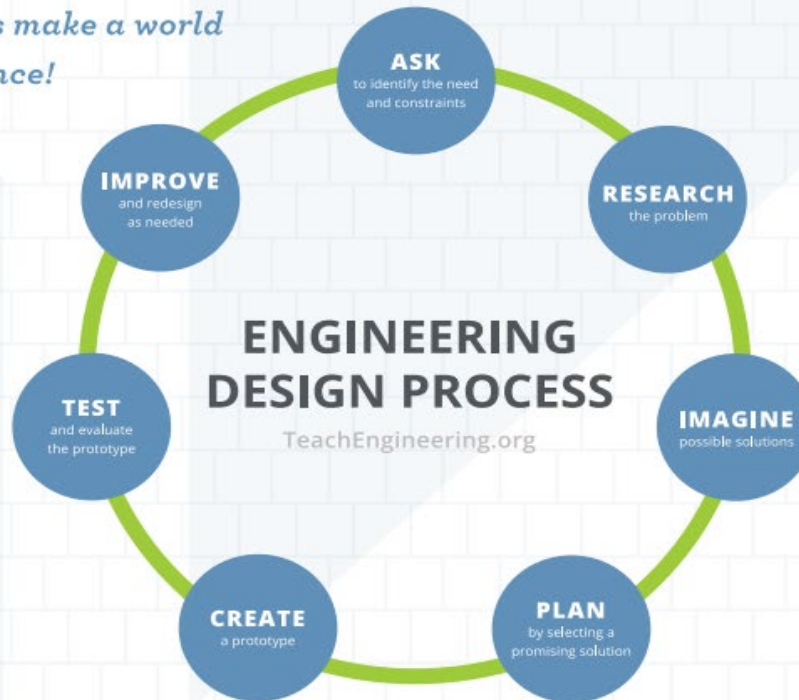 s make a world
nce!
ASK
to identify the need
and constraints
RESEARCH
the problem
IMAGINE
possible solutions
PLAN
by selecting a
promising solution
CREATE
a prototype
TEST
and evaluate
the prototype
IMPROVE
and redesign
as needed
ENGINEERING
DESIGN PROCESS
TeachEngineering.org